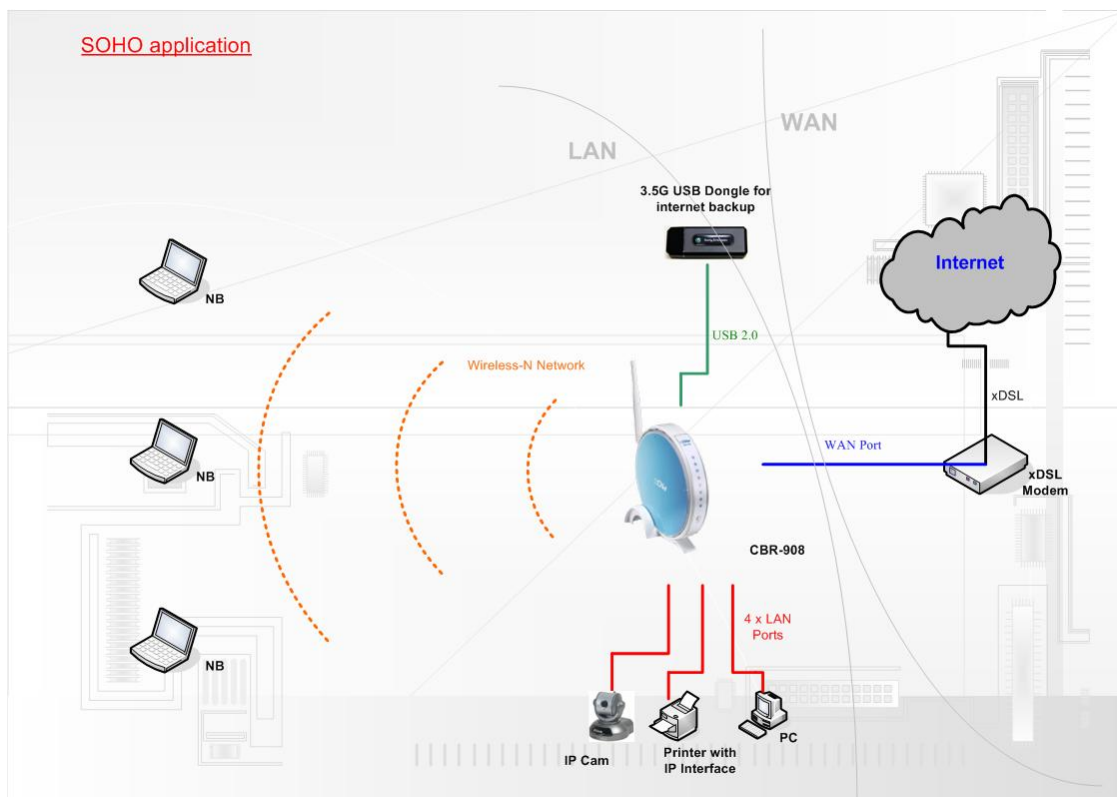 SOHO application
WAN
LAN
3.5G USB Dongle for
internet backup
Internet
NB
USB 2.0
Wireless-N Network
xDSL
NB
WAN Port
xDSL
Modem
CBR-908
4 x LAN
Ports
NB
IP Cam
Printer with
IP Interface
PC